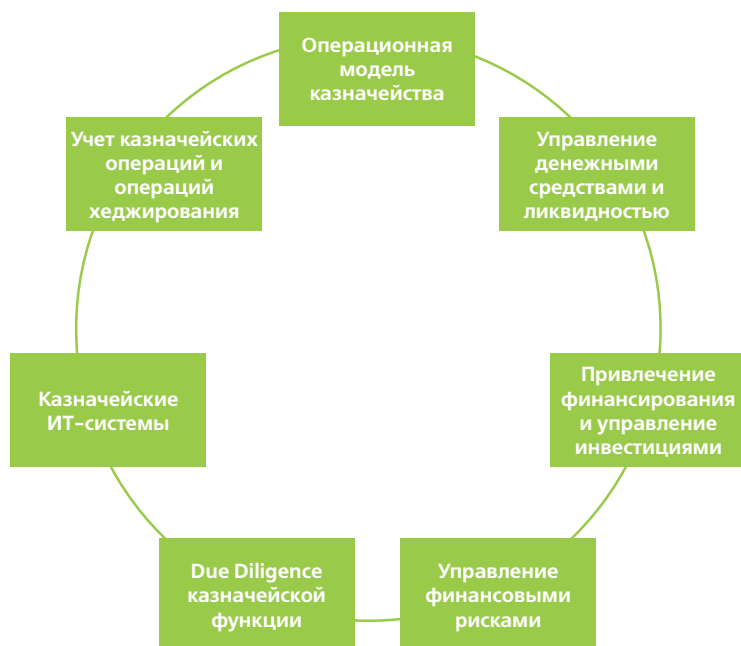 Операционная
модель
казначейства
Управление
денежными
средствами и
ликвидностью
Привлечение
финансирования
и управление
инвестициями
Управление
финансовыми
рисками
Due Diligence
казначейской
функции
Казначейские
ИТ-системы
Учет казначейских
операций и
операций
хеджирования